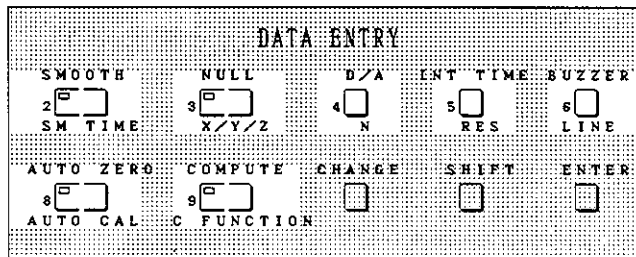 DATA ENTRY
SMOOTH NULL D/A INT TIME BUZZER
2 3 4 5 6
SM TIME X/Y/Z N RES LINE
AUTO ZERO COMPUTE CHANGE SHIFT ENTER
8 9
AUTO CAL C FUNCTION